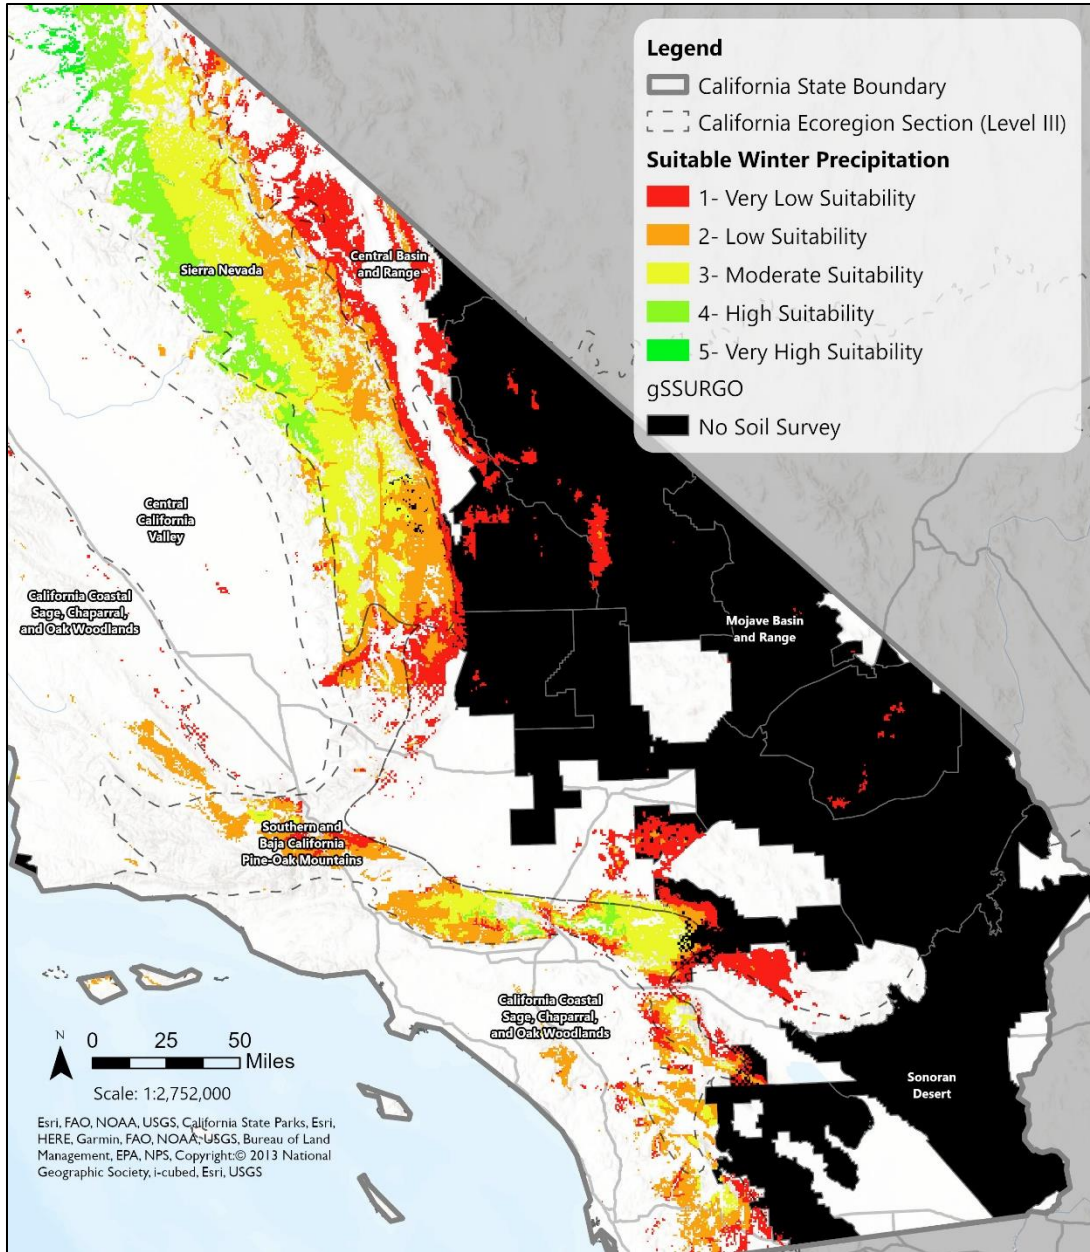 Legend
California State Boundary
California Ecoregion Section (Level III)
Suitable Winter Precipitation
1- Very Low Suitability
2- Low Suitability
3- Moderate Suitability
4- High Suitability
5- Very High Suitability
gSSURGO
No Soil Survey
Sierra Nevada
Central Basin
and Range
Central
California
Valley
California Coastal
Sage, Chaparral,
and Oak Woodlands
Mojave Basin
and Range
Southern and
Baja California
Pine-Oak Mountains
California Coastal
Sage, Chaparral,
and Oak Woodlands
Sonoran
Desert
N
0 25 50
Miles
Scale: 1:2,752,000
Esri, FAO, NOAA, USGS, California State Parks, Esri,
HERE, Garmin, FAO, NOAA, USGS, Bureau of Land
Management, EPA, NPS, Copyright:© 2013 National
Geographic Society, i-cubed, Esri, USGS